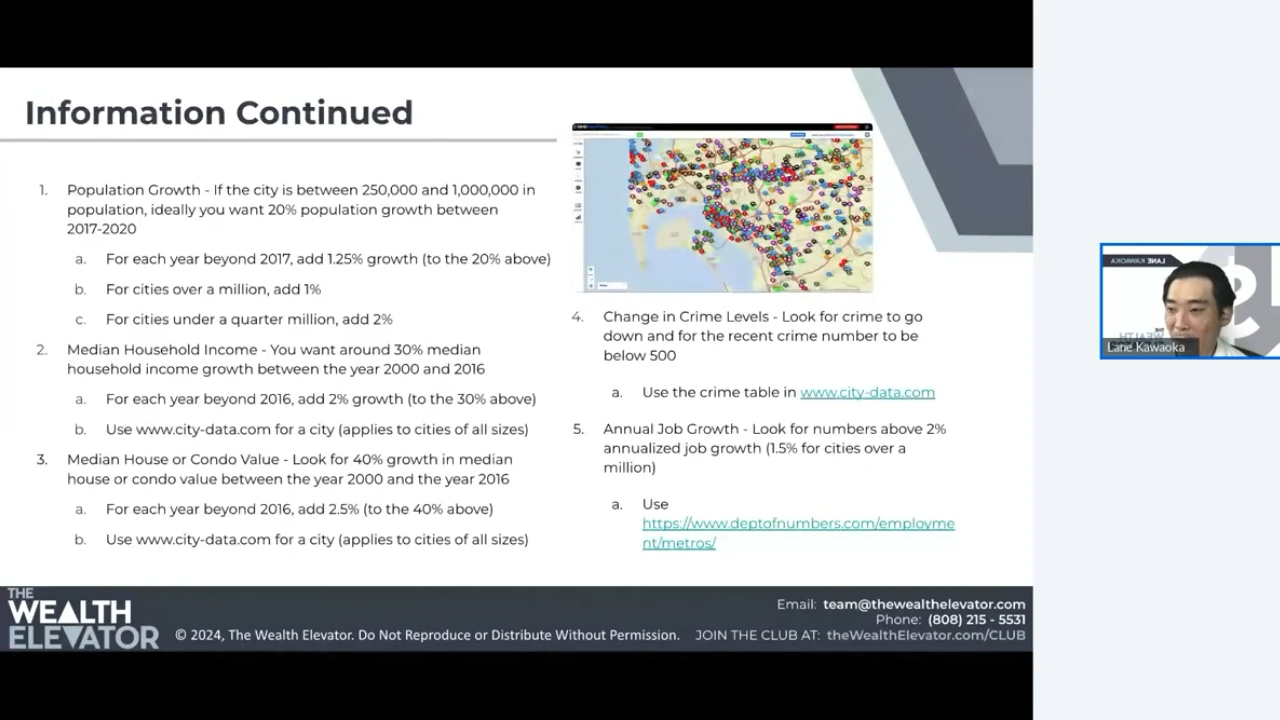 Information Continued
1. Population Growth - If the city is between 250,000 and 1,000,000 in
population, ideally you want 20% population growth between
2017-2020
a. For each year beyond 2017, add 1.25% growth (to the 20% above)
b. For cities over a million, add 1%
c. For cities under a quarter million, add 2%
2. Median Household Income - You want around 30% median
household income growth between the year 2000 and 2016
a. For each year beyond 2016, add 2% growth (to the 30% above)
b. Use www.city-data.com for a city (applies to cities of all sizes)
3. Median House or Condo Value - Look for 40% growth in median
house or condo value between the year 2000 and the year 2016
a. For each year beyond 2016, add 2.5% (to the 40% above)
b. Use www.city-data.com for a city (applies to cities of all sizes)
4. Change in Crime Levels - Look for crime to go
down and for the recent crime number to be
below 500
a. Use the crime table in www.city-data.com
5. Annual Job Growth - Look for numbers above 2%
annualized job growth (1.5% for cities over a
million)
a. Use
https://www.deptofnumbers.com/employme
nt/metros/
LANE KAWAOKA
Lane Kawaoka
THE
WEALTH
ELEVATOR
© 2024, The Wealth Elevator. Do Not Reproduce or Distribute Without Permission.
Email: team@thewealthelevator.com
Phone: (808) 215 - 5531
JOIN THE CLUB AT: theWealthElevator.com/CLUB